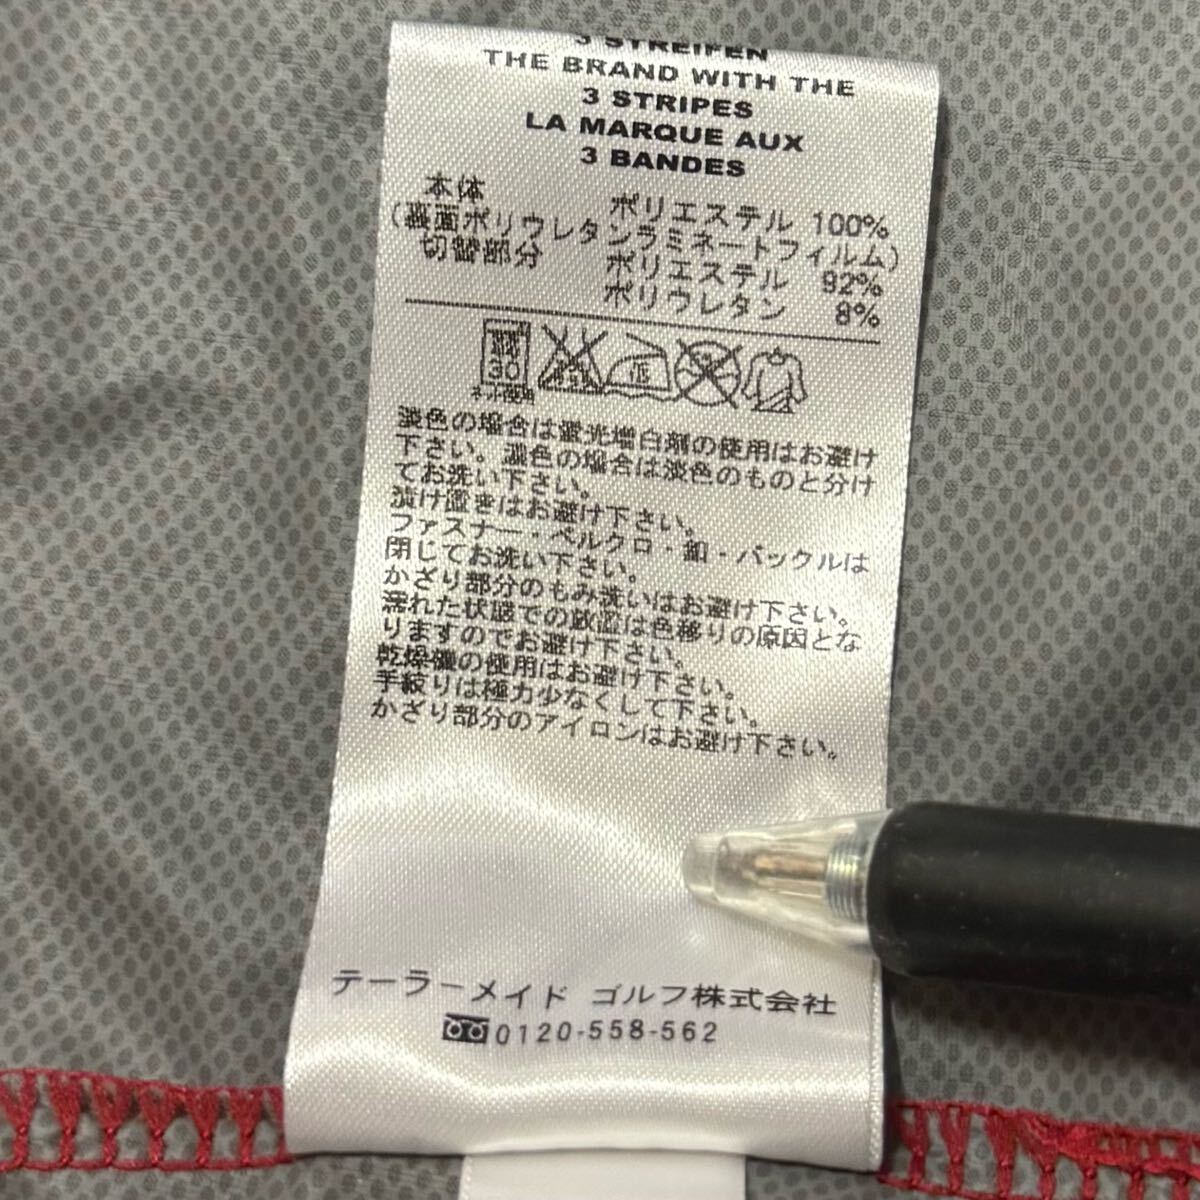 3 STREIFEN
THE BRAND WITH THE
3 STRIPES
LA MARQUE AUX
3 BANDES
本体 ポリエステル 100%
(裏面ポリウレタンラミネートフィルム)
切替部分 ポリエステル 92%
ポリウレタン 8%
30 低
ネット使用
淡色の場合は蛍光増白剤の使用はお避け
下さい。濃色の場合は淡色のものと分け
てお洗い下さい。
漬け置きはお避け下さい。
ファスナー・ベルクロ・釦・バックルは
閉じてお洗い下さい。
かざり部分のもみ洗いはお避け下さい。
濡れた状態での放置は色移りの原因とな
りますのでお避け下さい。
乾燥機の使用はお避け下さい。
手絞りは極力少なくして下さい。
かざり部分のアイロンはお避け下さい。
テーラーメイド ゴルフ株式会社
0120-558-562